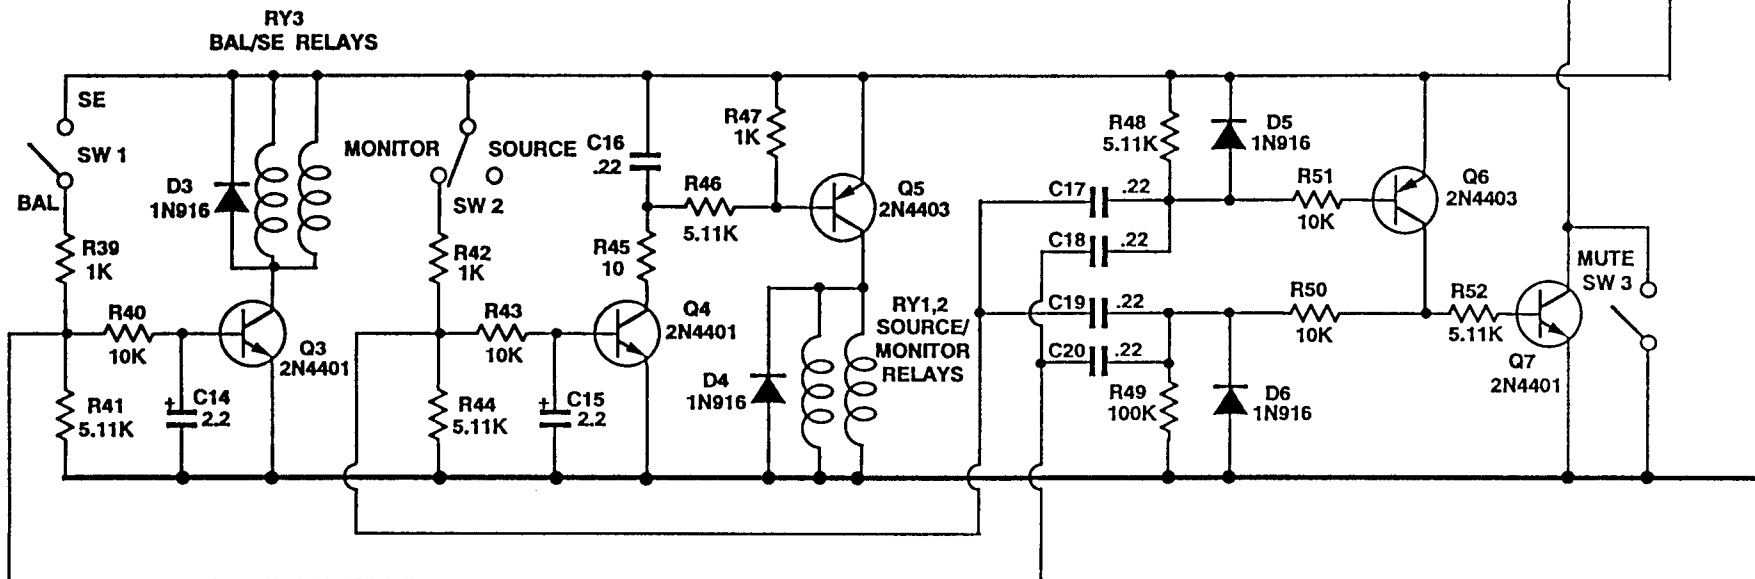 RY3
BAL/SE RELAYS
SE
SW 1
BAL
D3
1N916
R39
1K
R40
10K
R41
5.11K
C14
+
2.2
Q3
2N4401
MONITOR
SOURCE
SW 2
R42
1K
R43
10K
R44
5.11K
C15
+
2.2
C16
.22
R45
10
Q4
2N4401
R46
5.11K
R47
1K
Q5
2N4403
D4
1N916
RY1,2
SOURCE/
MONITOR
RELAYS
C17
.22
C18
.22
C19
.22
C20
.22
R48
5.11K
D5
1N916
R51
10K
Q6
2N4403
R49
100K
D6
1N916
R50
10K
R52
5.11K
Q7
2N4401
MUTE
SW 3